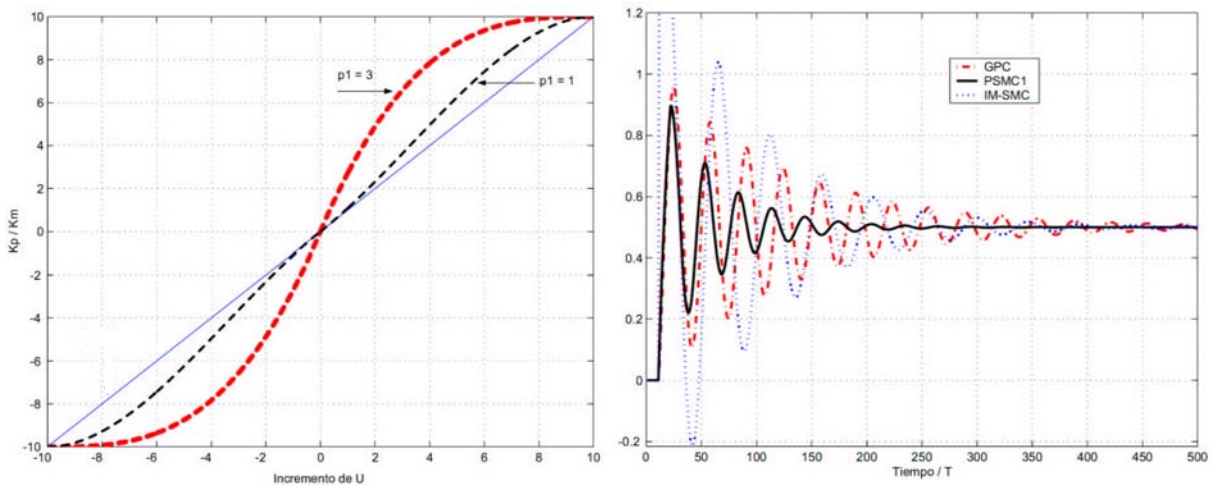 10
8
6
4
2
0
-2
-4
-6
-8
-10
Kp / Km
p1 = 3
p1 = 1
-10 -8 -6 -4 -2 0 2 4 6 8 10
Incremento de U
1.2
1
0.8
0.6
0.4
0.2
0
-0.2
GPC
PSMC1
IM-SMC
0 50 100 150 200 250 300 350 400 450 500
Tiempo / T